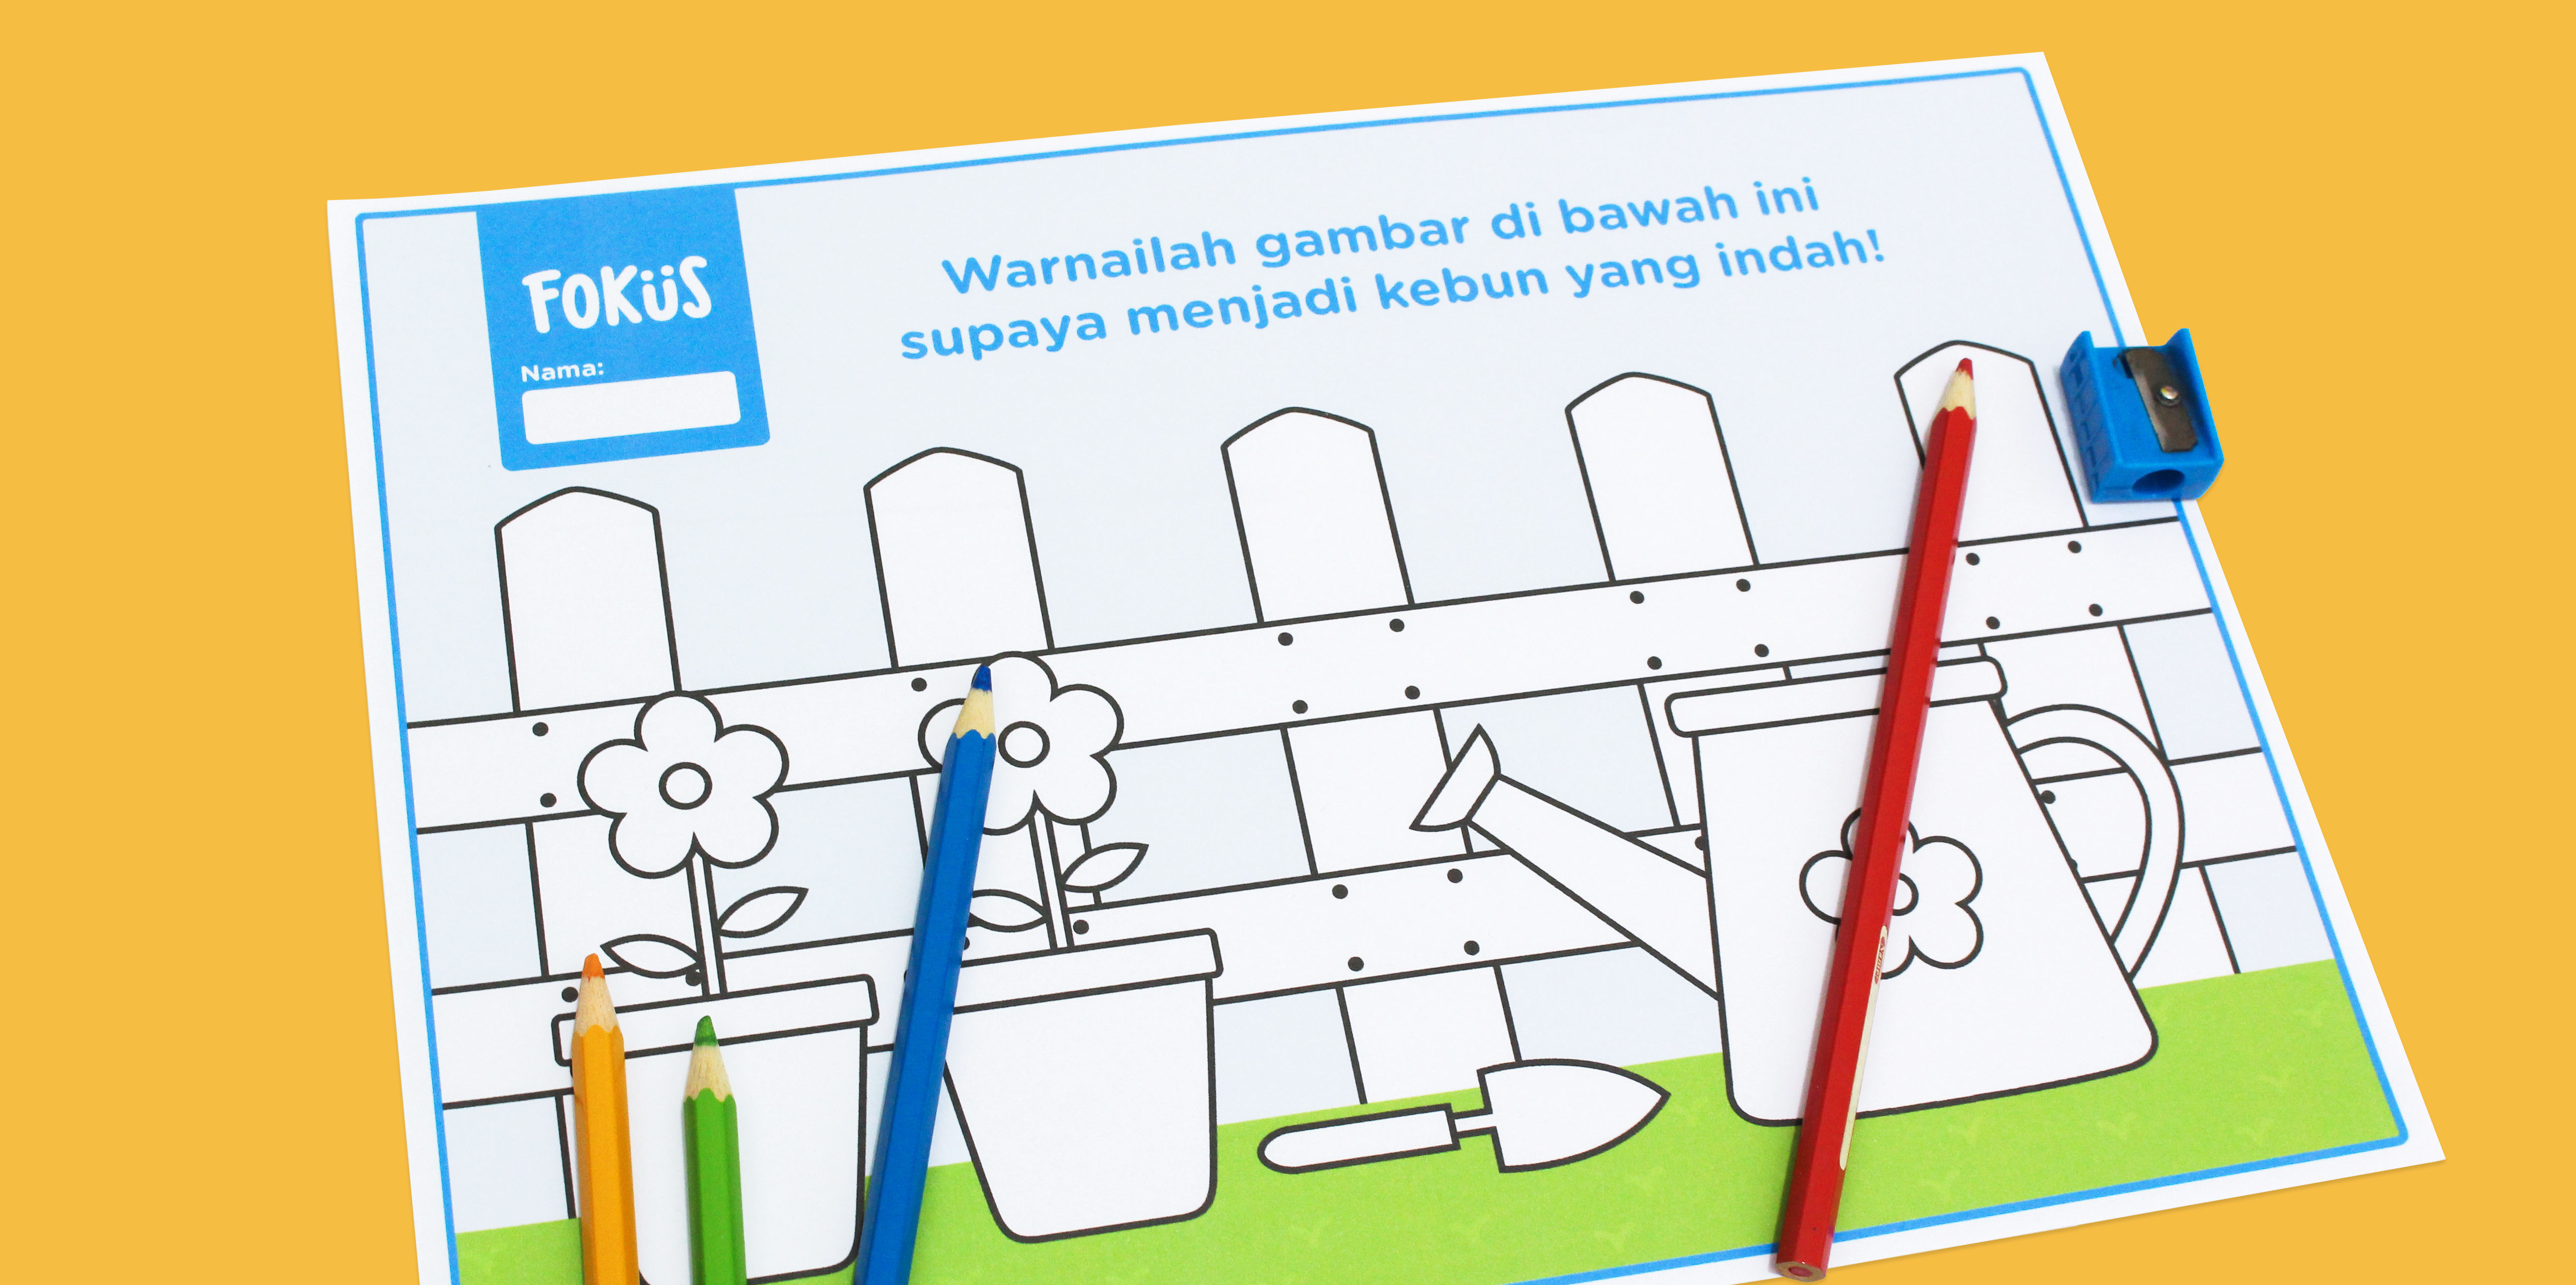 FOKÜS
Nama:
Warnailah gambar di bawah ini
supaya menjadi kebun yang indah!